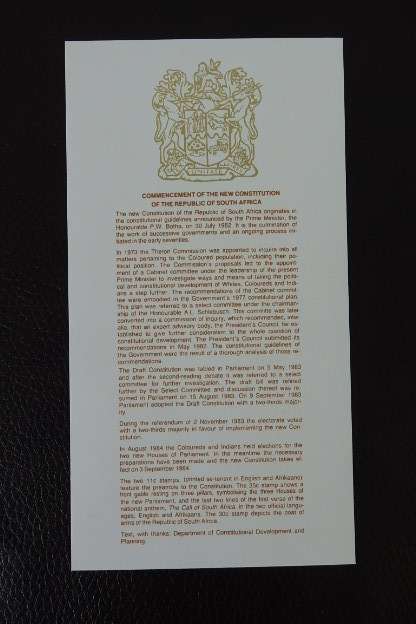 UNITATE
COMMENCEMENT OF THE NEW CONSTITUTION
OF THE REPUBLIC OF SOUTH AFRICA
The new Constitution of the Republic of South Africa originates in
the constitutional guidelines announced by the Prime Minister, the
Honourable P.W. Botha, on 30 July 1982. It is the culmination of
the work of successive governments and an ongoing process ini-
tiated in the early seventies.
In 1973 the Theron Commission was appointed to inquire into all
matters pertaining to the Coloured population, including their po-
litical position. The Commission's proposals led to the appoint-
ment of a Cabinet committee under the leadership of the present
Prime Minister to investigate ways and means of taking the politi-
cal and constitutional development of Whites, Coloureds and Indi-
ans a step further. The recommendations of the Cabinet commit-
tee were embodied in the Government's 1977 constitutional plan.
This plan was referred to a select committee under the chairman-
ship of the Honourable A.L. Schlebusch. This committee was later
converted into a commission of inquiry, which recommended, inter
alia, that an expert advisory body, the President's Council, be es-
tablished to give further consideration to the whole question of
constitutional development. The President's Council submitted its
recommendations in May 1982. The constitutional guidelines of
the Government were the result of a thorough analysis of those re-
commendations.
The Draft Constitution was tabled in Parliament on 5 May 1983
and after the second-reading debate it was referred to a select
committee for further investigation. The draft bill was refered
further by the Select Committee and discussion thereof was re-
sumed in Parliament on 15 August 1983. On 9 September 1983
Parliament adopted the Draft Constitution with a two-thirds major-
ity.
During the referendum of 2 November 1983 the electorate voted
with a two-thirds majority in favour of implementing the new Con-
stitution.
In August 1984 the Coloureds and Indians held elections for the
two new Houses of Parliament. In the meantime the necessary
preparations have been made and the new Constitution takes ef-
fect on 3 September 1984.
The two 11c stamps, (printed se-tenant in English and Afrikaans)
feature the preamble to the Constitution. The 25c stamp shows a
front gable resting on three pillars, symbolising the three Houses of
the new Parliament, and the last two lines of the first verse of the
national anthem, The Call of South Africa, in the two official langu-
ages, English and Afrikaans. The 30c stamp depicts the coat of
arms of the Republic of South Africa.
Text, with thanks: Department of Constitutional Development and
Planning.